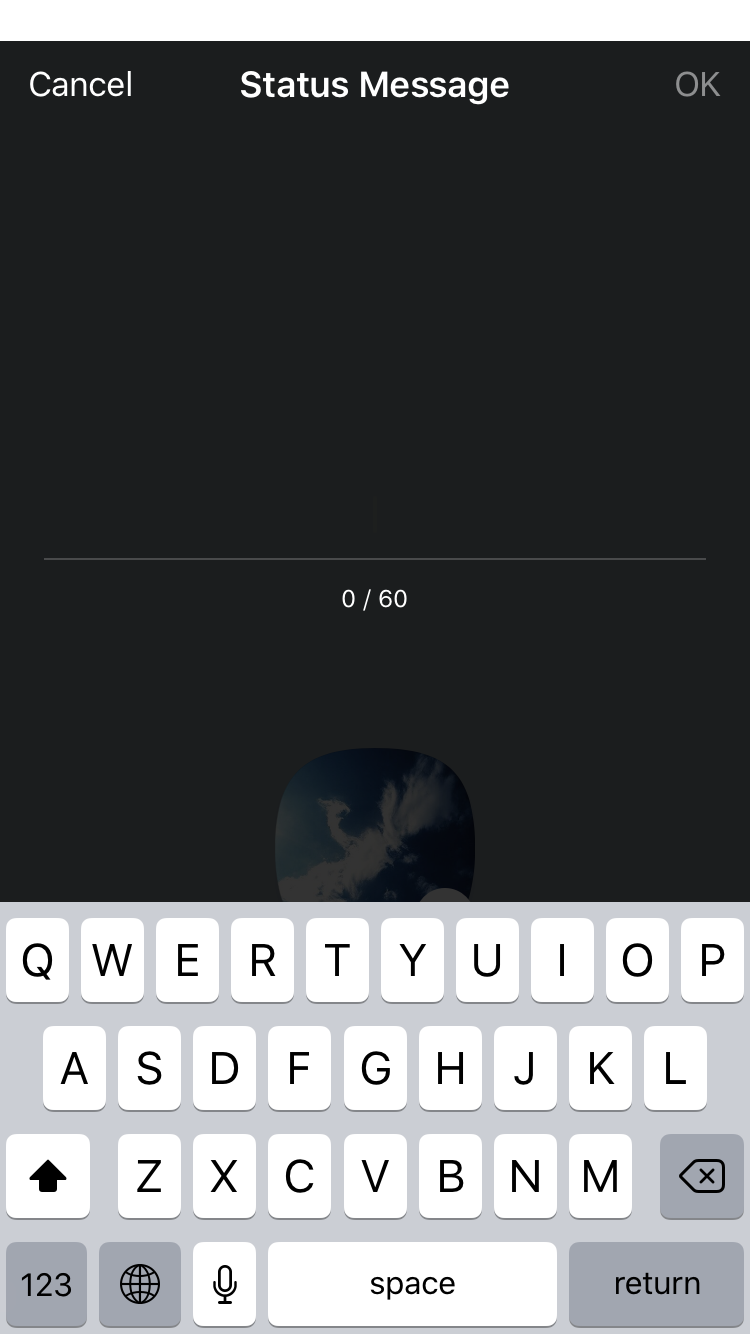 Cancel Status Message OK
0 / 60
Q W E R T Y U I O P
A S D F G H J K L
Z X C V B N M
123 space return